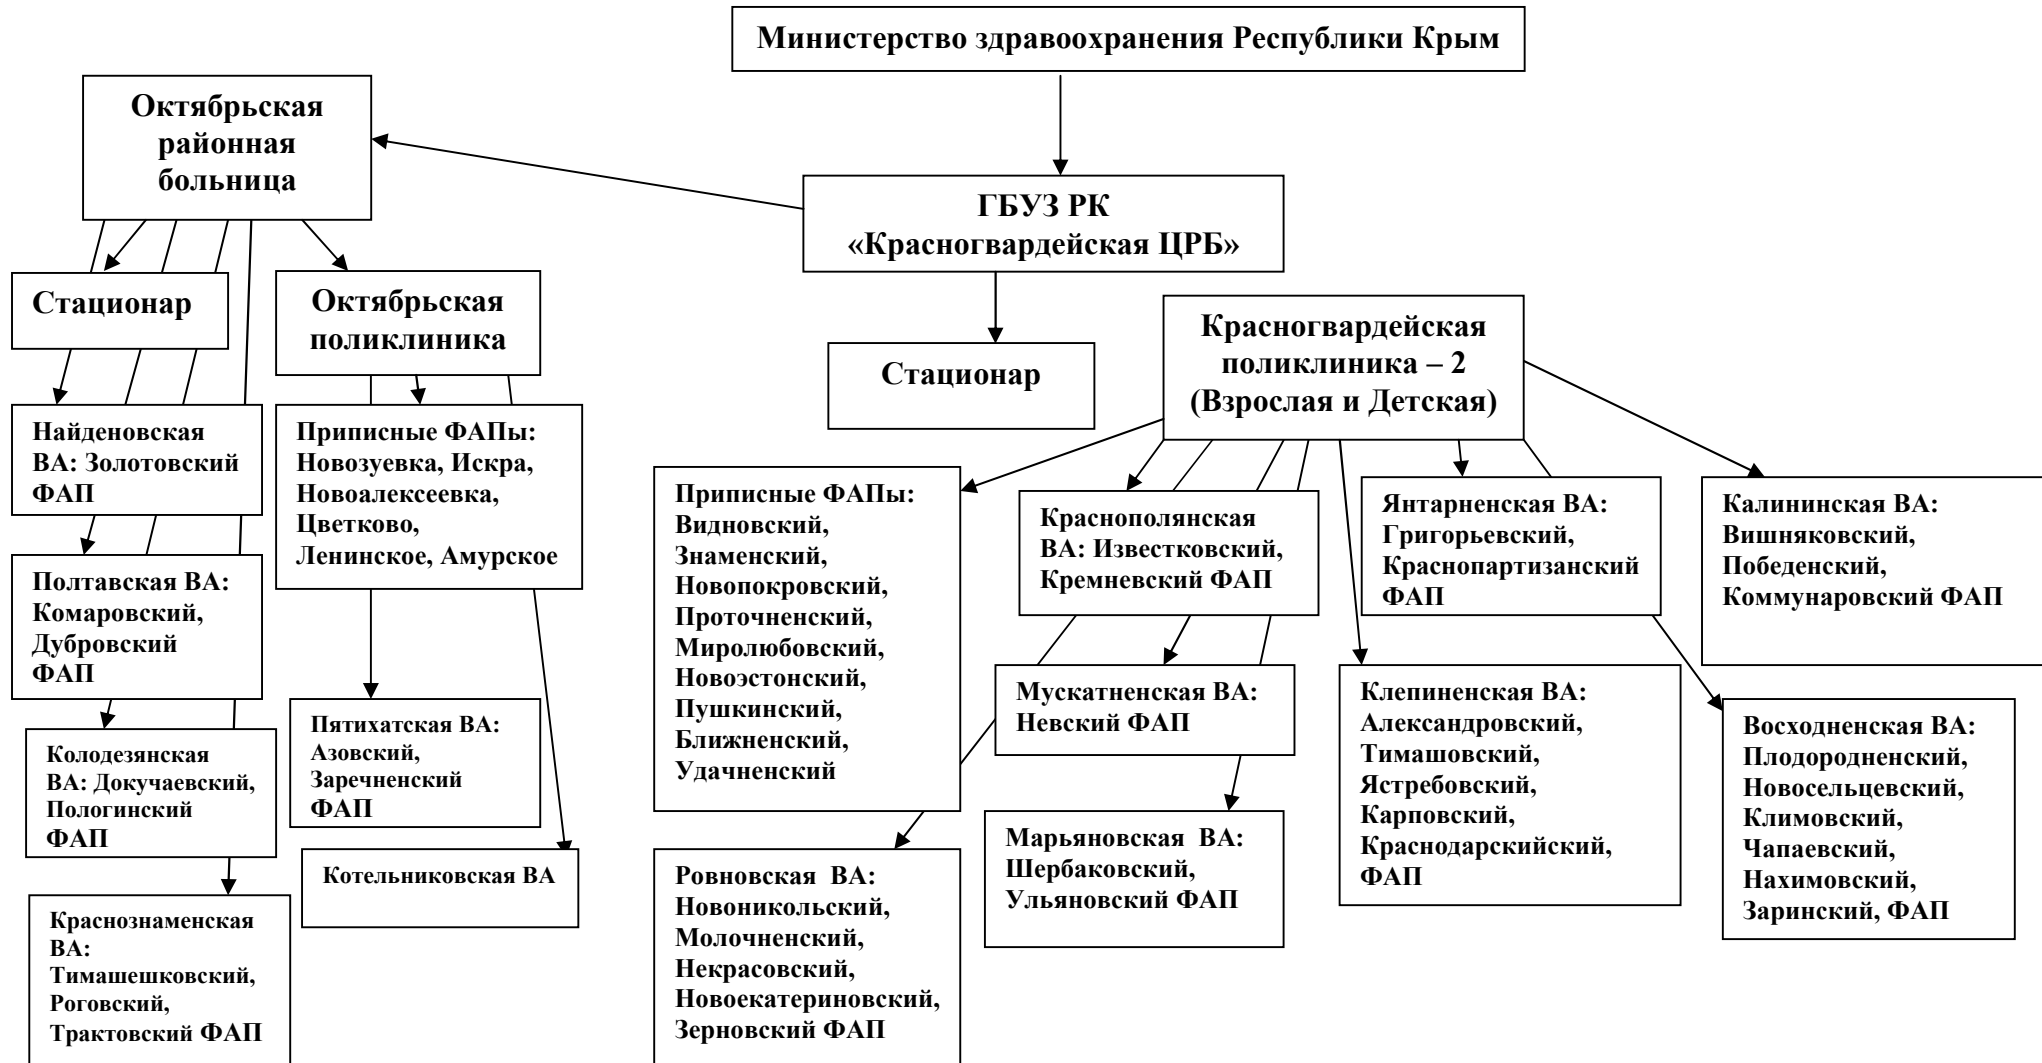 Министерство здравоохранения Республики Крым
Октябрьская
районная
больница
ГБУЗ РК
«Красногвардейская ЦРБ»
Стационар
Октябрьская
поликлиника
Стационар
Красногвардейская
поликлиника – 2
(Взрослая и Детская)
Найденовская
ВА: Золотовский
ФАП
Приписные ФАПы:
Новозуевка, Искра,
Новоалексеевка,
Цветково,
Ленинское, Амурское
Приписные ФАПы:
Видновский,
Знаменский,
Новопокровский,
Проточненский,
Миролюбовский,
Новоэстонский,
Пушкинский,
Ближненский,
Удачненский
Краснополянская
ВА: Известковский,
Кремневский ФАП
Янтарненская ВА:
Григорьевский,
Краснопартизанский
ФАП
Калининская ВА:
Вишняковский,
Победенский,
Коммунаровский ФАП
Полтавская ВА:
Комаровский,
Дубровский
ФАП
Пятихатская ВА:
Азовский,
Заречненский
ФАП
Мускатненская ВА:
Невский ФАП
Клепиненская ВА:
Александровский,
Тимашовский,
Ястребовский,
Карповский,
Краснодарскийский,
ФАП
Восходненская ВА:
Плодородненский,
Новосельцевский,
Климовский,
Чапаевский,
Нахимовский,
Заринский, ФАП
Колодезянская
ВА: Докучаевский,
Пологинский
ФАП
Котельниковская ВА
Ровновская ВА:
Новоникольский,
Молочненский,
Некрасовский,
Новоекатериновский,
Зерновский ФАП
Марьяновская ВА:
Шербаковский,
Ульяновский ФАП
Краснознаменская
ВА:
Тимашешковский,
Роговский,
Трактовский ФАП